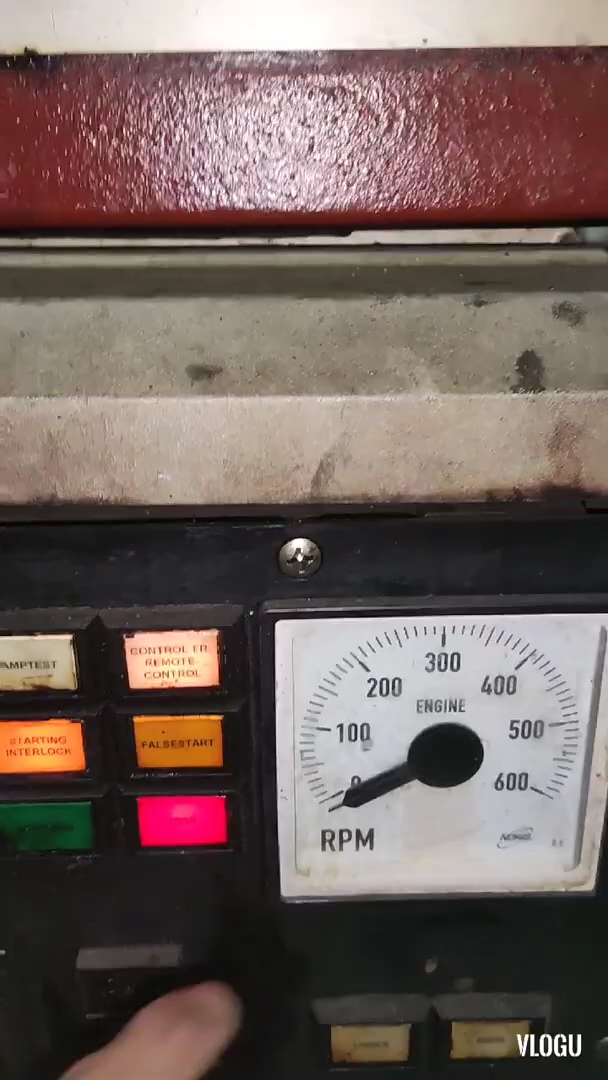 AMPTEST
CONTROL FR
REMOTE
CONTROL
STARTING
INTERLOCK
FALSESTART
300
200
400
ENGINE
100
500
0
600
RPM
VLOGU